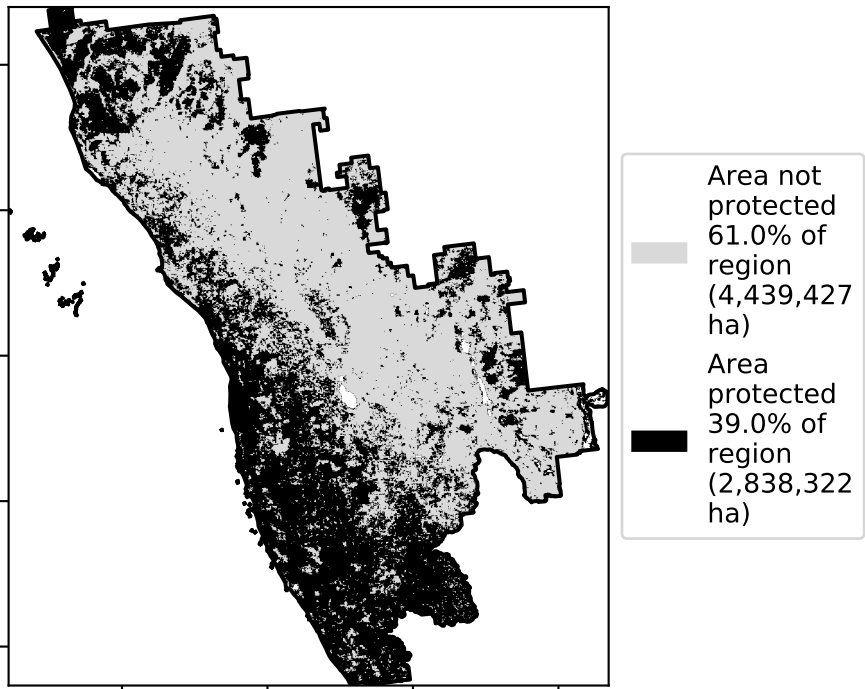 Area not
protected
61.0% of
region
(4,439,427
ha)
Area
protected
39.0% of
region
(2,838,322
ha)